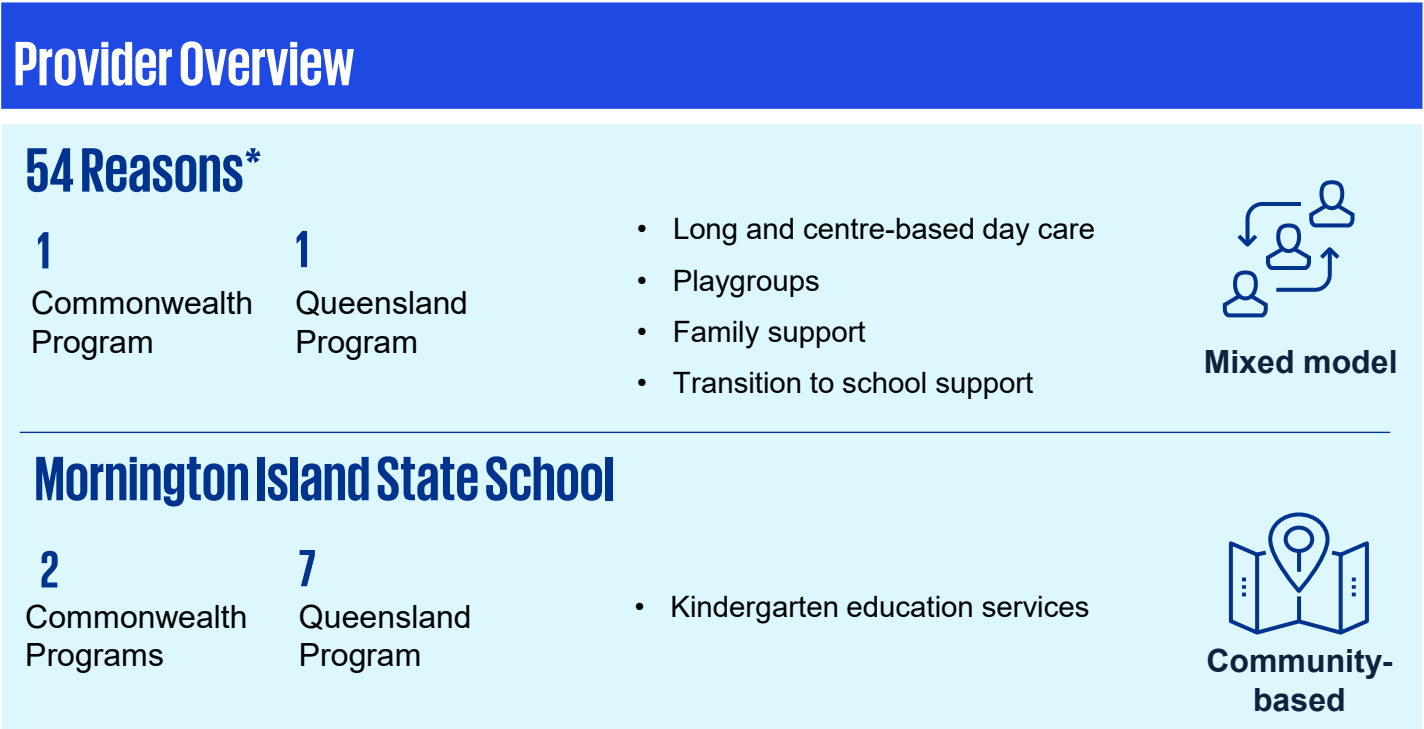 Provider Overview
54 Reasons*
1
Commonwealth
Program
1
Queensland
Program
• Long and centre-based day care
• Playgroups
• Family support
• Transition to school support
Mixed model
Mornington Island State School
2
Commonwealth
Programs
7
Queensland
Program
• Kindergarten education services
Community-
based